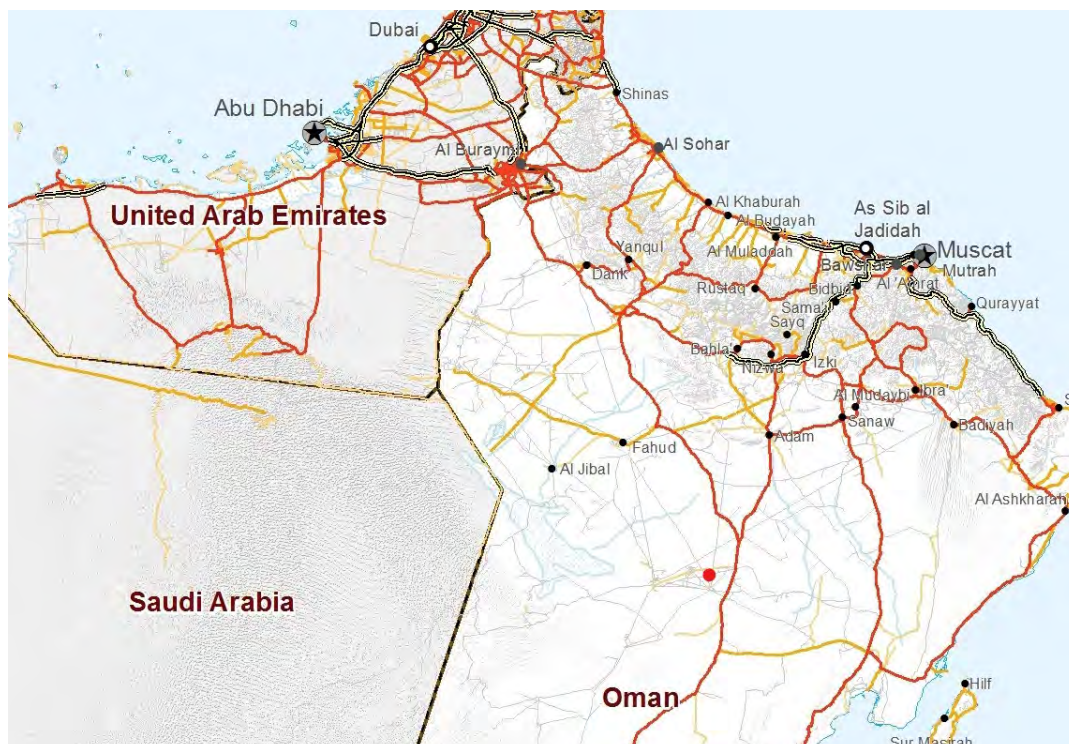 Dubai
Shinas
Abu Dhabi
Al Buraym
Al Sohar
United Arab Emirates
Al Khaburah
Al Budayah
As Sib al
Jadidah
Yanqul
Al Muladdah
Muscat
Dank
Bawshar
Mutrah
Rustaq
Bidbid
Al 'Amrat
Sama'il
Qurayyat
Sayq
Bahla'
Nizwa
Izki
Al Mudaybi
Ibra'
S
Sanaw
Badiyah
Adam
Fahud
Al Jibal
Al Ashkharah
Saudi Arabia
Oman
Hilf
Sur Masirah